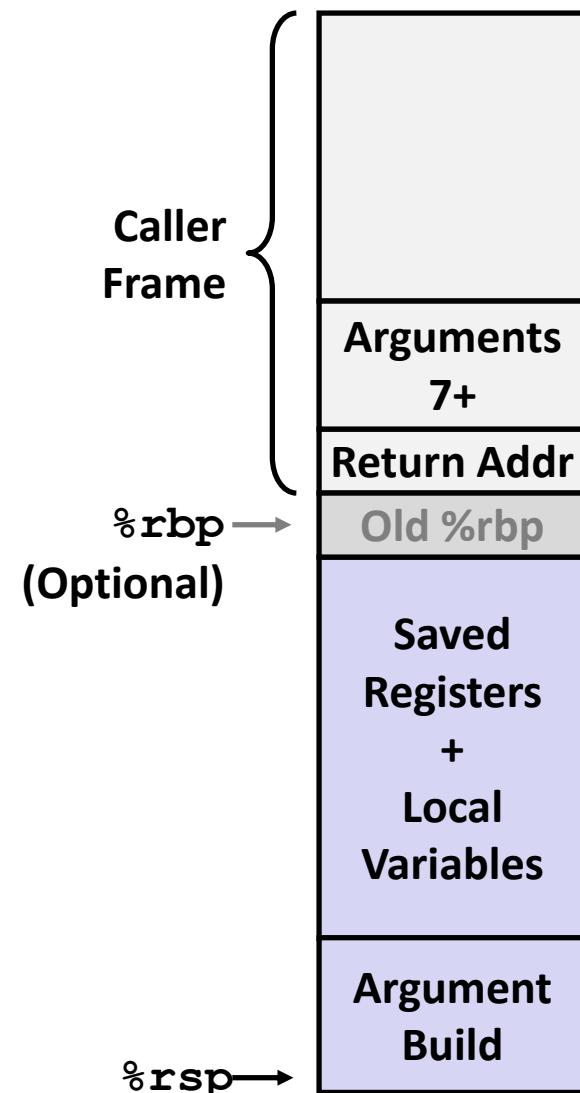 Caller
Frame
Arguments
7+
Return Addr
%rbp
(Optional)
Old %rbp
Saved
Registers
+
Local
Variables
Argument
Build
%rsp